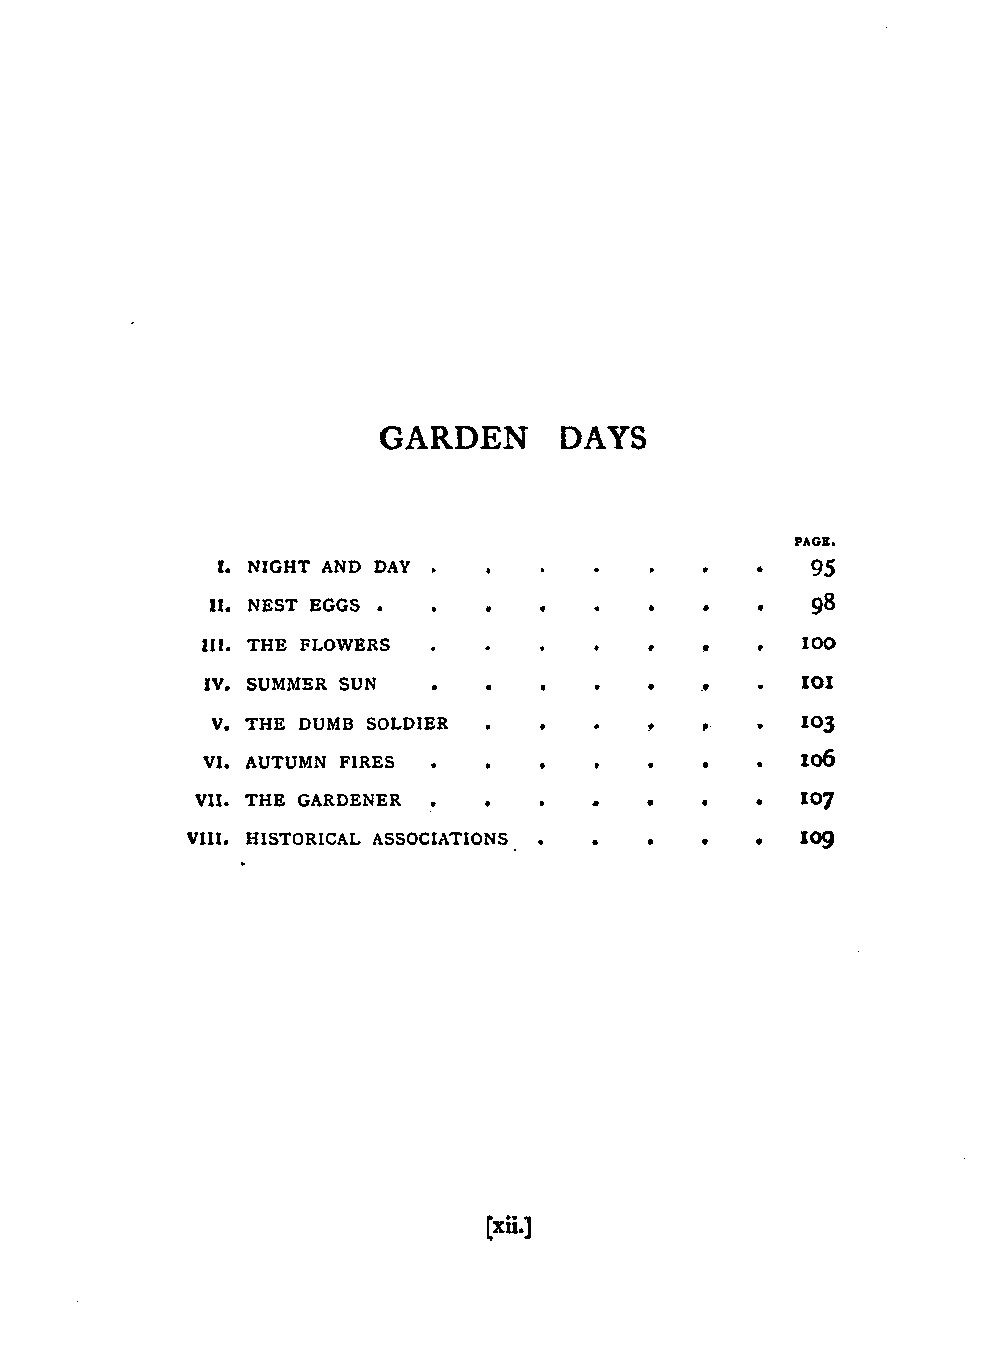 GARDEN DAYS
PAGE.
I. NIGHT AND DAY . . . . . . . 95
II. NEST EGGS . . . . . . . . 98
III. THE FLOWERS . . . . . . . 100
IV. SUMMER SUN . . . . . . . 101
V. THE DUMB SOLDIER . . . . . . 103
VI. AUTUMN FIRES . . . . . . . 106
VII. THE GARDENER . . . . . . . 107
VIII. HISTORICAL ASSOCIATIONS . . . . . 109
[xii.]